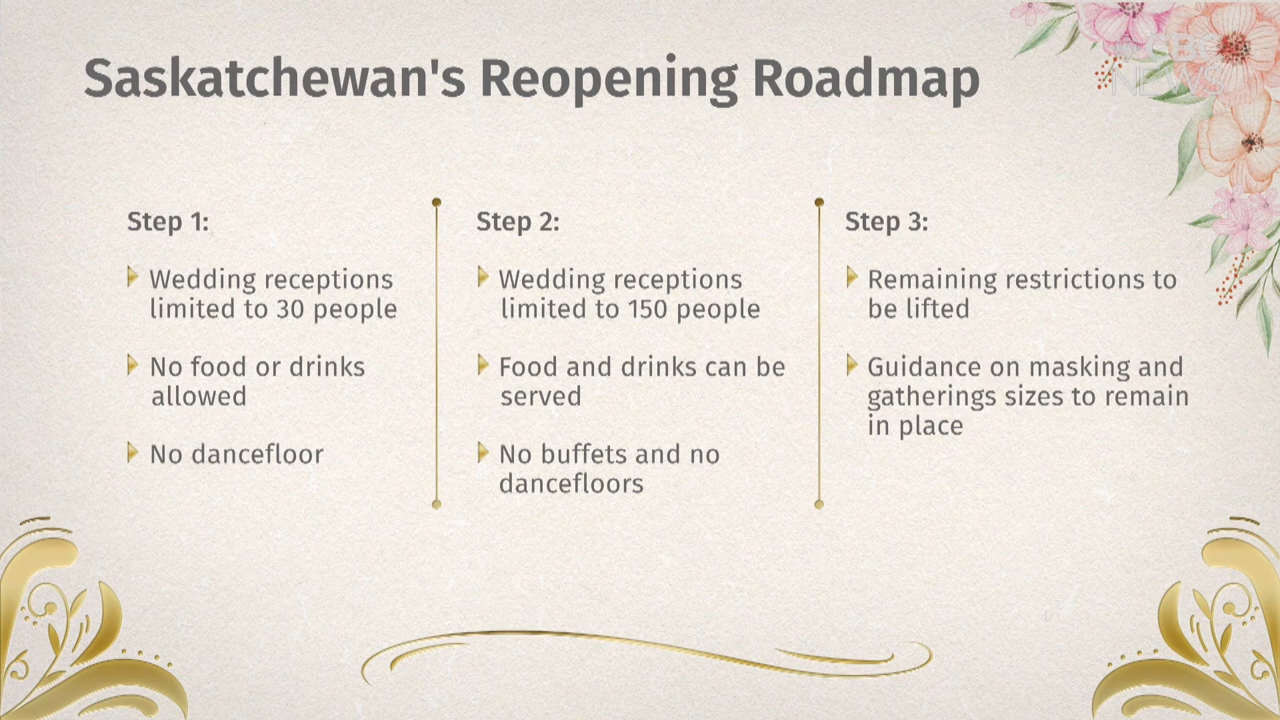 Saskatchewan's Reopening Roadmap
CBC
NEWS
Step 1:
Wedding receptions
limited to 30 people
No food or drinks
allowed
No dancefloor
Step 2:
Wedding receptions
limited to 150 people
Food and drinks can be
served
No buffets and no
dancefloors
Step 3:
Remaining restrictions to
be lifted
Guidance on masking and
gatherings sizes to remain
in place